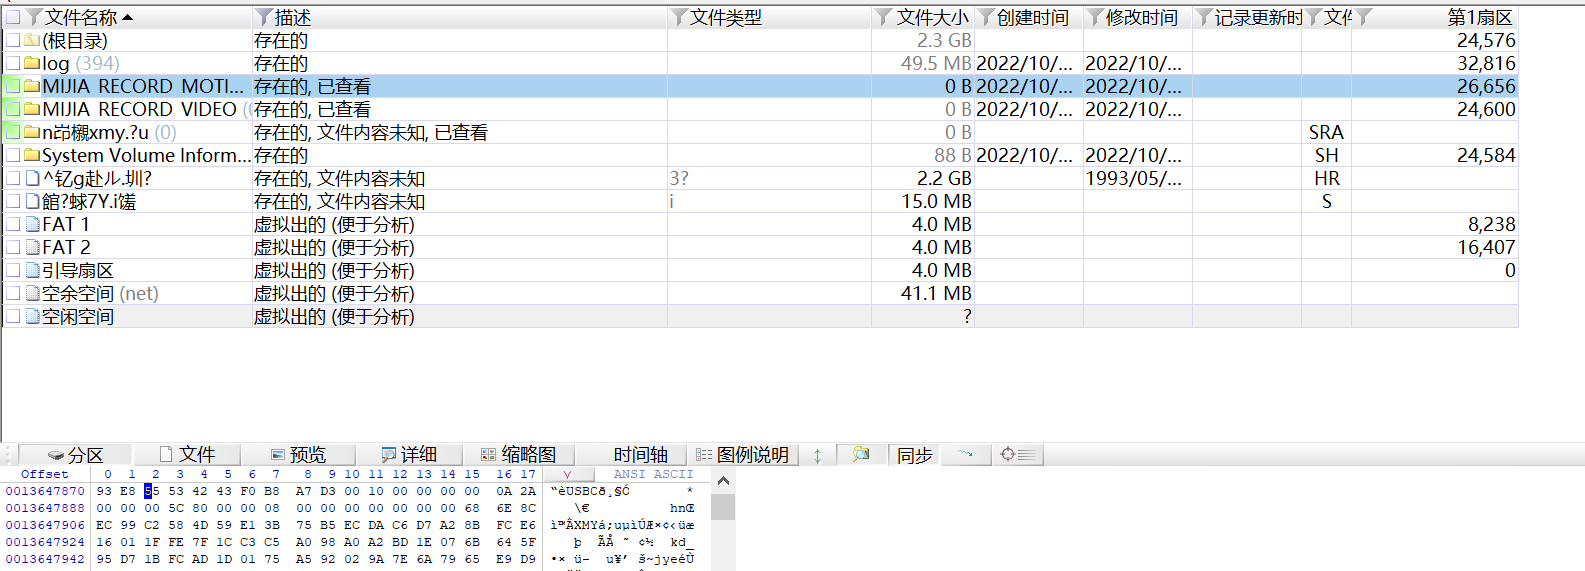 文件名称 描述 文件类型 文件大小 创建时间 修改时间 记录更新时 文件 第1扇区
(根目录) 存在的 2.3 GB 24,576
log (394) 存在的 49.5 MB 2022/10/... 2022/10/... 32,816
MIJIA RECORD MOTI... 存在的, 已查看 0 B 2022/10/... 2022/10/... 26,656
MIJIA RECORD VIDEO 存在的, 已查看 0 B 2022/10/... 2022/10/... 24,600
xmy.?u (0) 存在的, 文件内容未知, 已查看 0 B SRA
System Volume Inform... 存在的 88 B 2022/10/... 2022/10/... SH 24,584
^钇g赴ル.圳? 存在的, 文件内容未知 3? 2.2 GB 1993/05/... HR
館?蛷7Y.i馐 存在的, 文件内容未知 i 15.0 MB S
FAT 1 虚拟出的 (便于分析) 4.0 MB 8,238
FAT 2 虚拟出的 (便于分析) 4.0 MB 16,407
引导扇区 虚拟出的 (便于分析) 4.0 MB 0
空余空间 (net) 虚拟出的 (便于分析) 41.1 MB
空闲空间 虚拟出的 (便于分析) ?
分区 文件 预览 详细 缩略图 时间轴 图例说明 同步
Offset 0 1 2 3 4 5 6 7 8 9 10 11 12 13 14 15 16 17 ANSI ASCII
0013647870 93 E8 55 53 42 43 F0 B8 A7 D3 00 10 00 00 00 00 0A 2A “èUSBCð¸§Ó *
0013647888 00 00 00 5C 80 00 00 08 00 00 00 00 00 00 00 68 6E 8C \€ hnŒ
0013647906 EC 99 C2 58 4D 59 E1 3B 75 B5 EC DA C6 D7 A2 8B FC E6 ì™ÂXMYá;uµìÚÆ×¢‹üæ
0013647924 16 01 1F FE 7F 1C C3 C5 A0 98 A0 A2 BD 1E 07 6B 64 5F þ ÃÅ ˜ ¢½ kd_
0013647942 95 D7 1B FC AD 1D 01 75 A5 92 02 9A 7E 6A 79 65 E9 D9 •× ü- u¥’ š~jyeéÙ